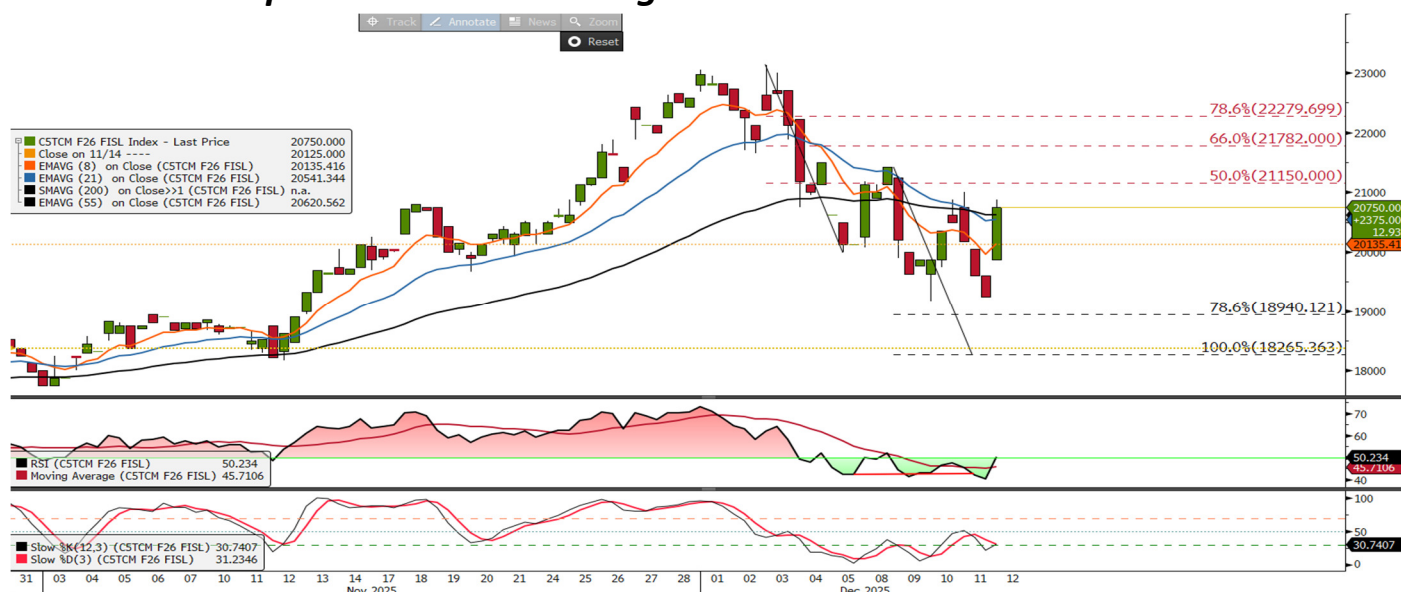 Track Annotate News Zoom
Reset
C5TCM F26 FISL Index - Last Price 20750.000
Close on 11/14 ---- 20125.000
EMAVG (8) on Close (C5TCM F26 FISL) 20135.416
EMAVG (21) on Close (C5TCM F26 FISL) 20541.344
SMAVG (200) on Close>>1 (C5TCM F26 FISL) n.a.
EMAVG (55) on Close (C5TCM F26 FISL) 20620.562
78.6%(22279.699)
66.0%(21782.000)
50.0%(21150.000)
78.6%(18940.121)
100.0%(18265.363)
23000
22000
21000
20750.00
+2375.00
12.93
20135.41
20000
19000
18000
RSI (C5TCM F26 FISL) 50.234
Moving Average (C5TCM F26 FISL) 45.7106
70
60
50.234
45.7106
40
Slow %K(12,3) (C5TCM F26 FISL) 30.7407
Slow %D(3) (C5TCM F26 FISL) 31.2346
100
50
30.7407
0
31 03 04 05 06 07 10 11 12 13 14 17 18 19 20 21 24 25 26 27 28 01 02 03 04 05 08 09 10 11 12
Nov 2025 Dec 2025